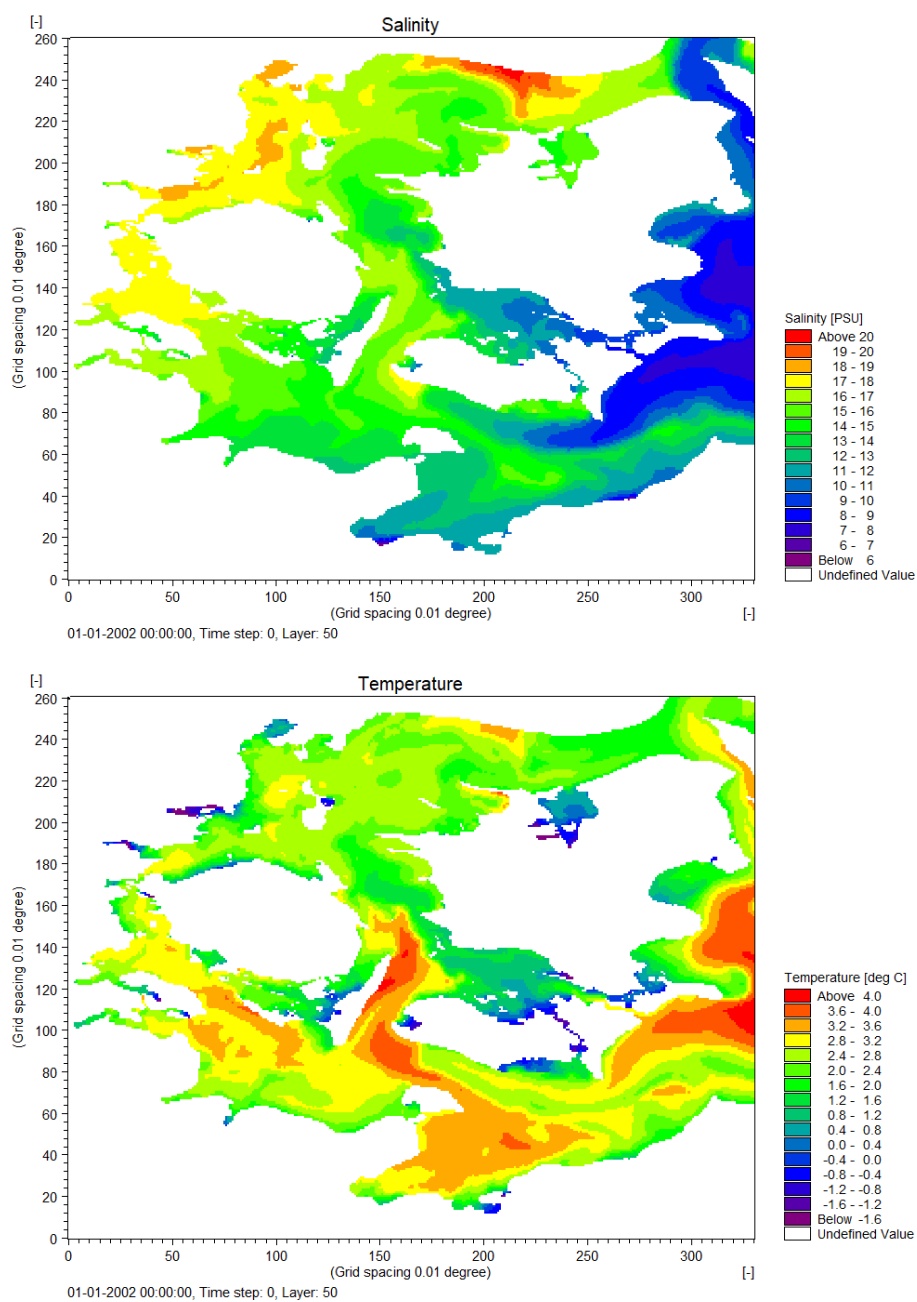 [-]
Salinity
260
240
220
200
180
160
140
120
100
80
60
40
20
0
(Grid spacing 0.01 degree)
0 50 100 150 200 250 300
(Grid spacing 0.01 degree)
[-]
01-01-2002 00:00:00, Time step: 0, Layer: 50
Salinity [PSU]
Above 20
19 - 20
18 - 19
17 - 18
16 - 17
15 - 16
14 - 15
13 - 14
12 - 13
11 - 12
10 - 11
9 - 10
8 - 9
7 - 8
6 - 7
Below 6
Undefined Value
[-]
Temperature
260
240
220
200
180
160
140
120
100
80
60
40
20
0
(Grid spacing 0.01 degree)
0 50 100 150 200 250 300
(Grid spacing 0.01 degree)
[-]
01-01-2002 00:00:00, Time step: 0, Layer: 50
Temperature [deg C]
Above 4.0
3.6 - 4.0
3.2 - 3.6
2.8 - 3.2
2.4 - 2.8
2.0 - 2.4
1.6 - 2.0
1.2 - 1.6
0.8 - 1.2
0.4 - 0.8
0.0 - 0.4
-0.4 - 0.0
-0.8 - -0.4
-1.2 - -0.8
-1.6 - -1.2
Below -1.6
Undefined Value